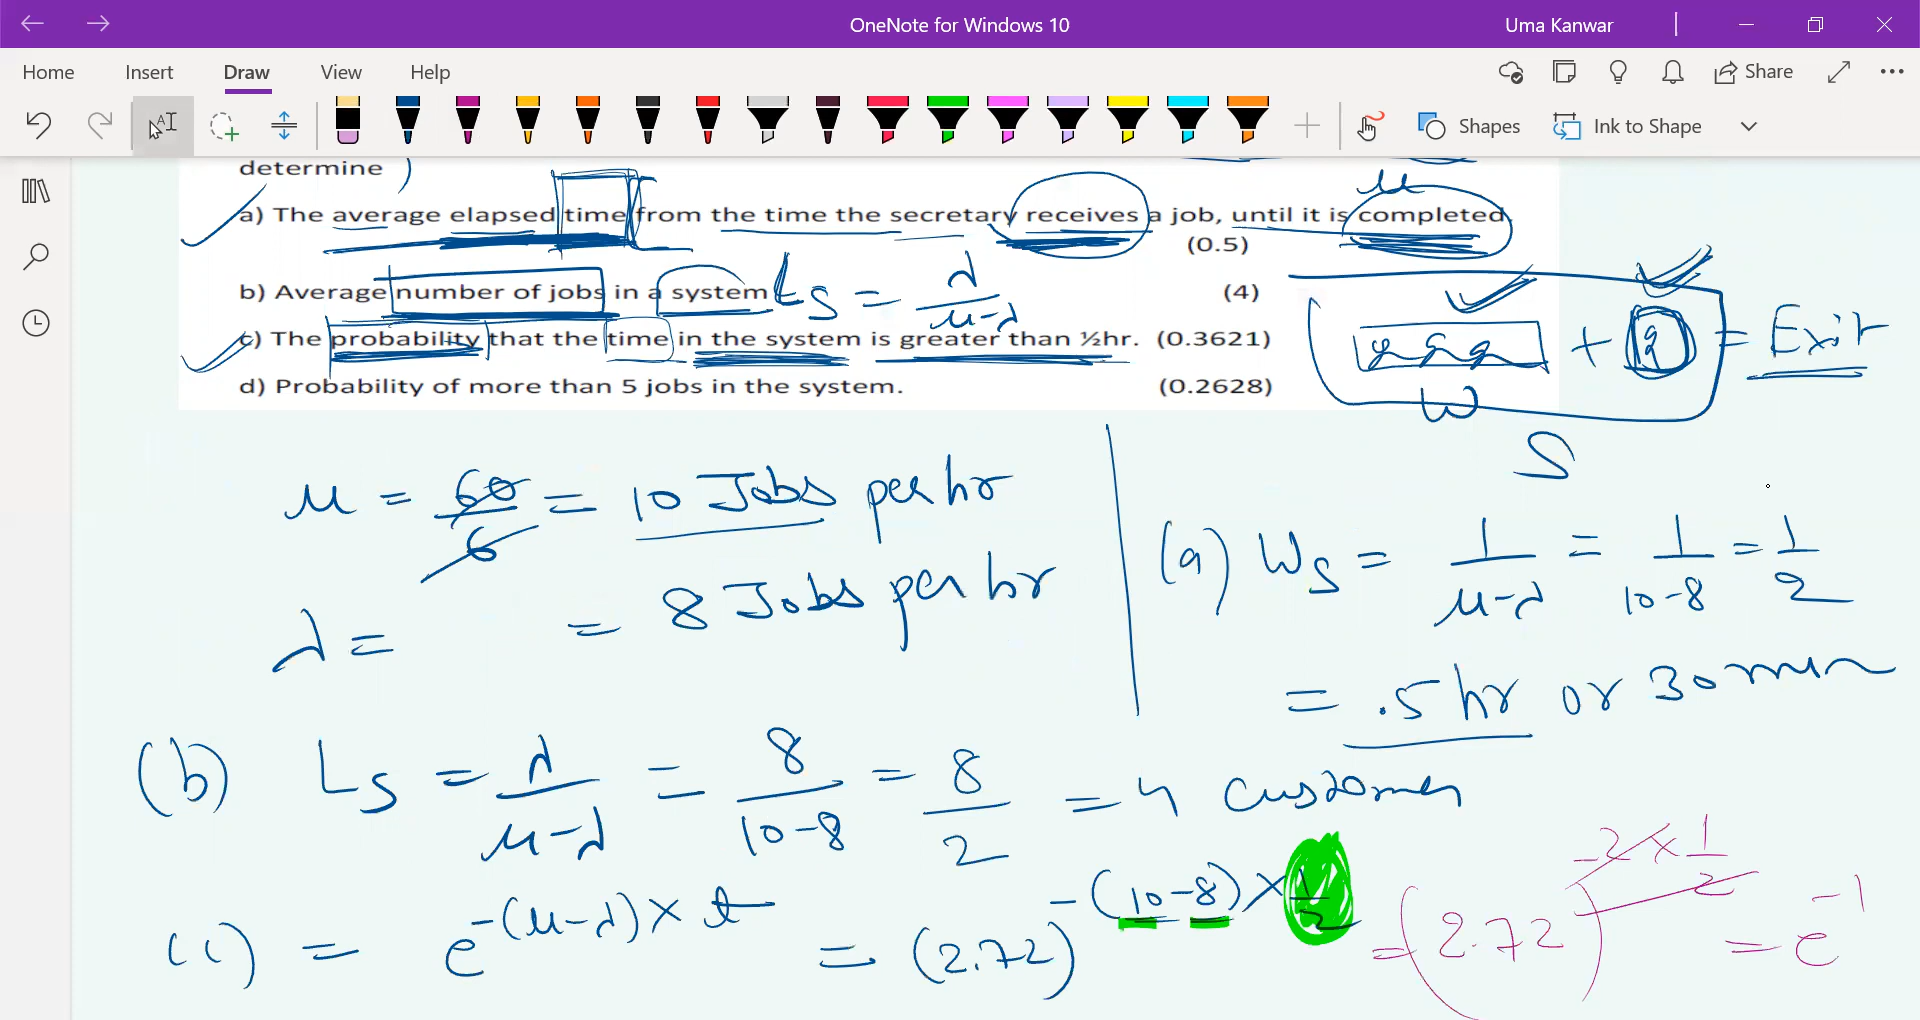 OneNote for Windows 10
Uma Kanwar
Home Insert Draw View Help
Share
Shapes Ink to Shape
determine )
μ
a) The average elapsed time from the time the secretary receives a job, until it is completed.
(0.5)
b) Average number of jobs in a system Ls = λ/(μ-λ) (4)
c) The probability that the time in the system is greater than ½hr. (0.3621)
d) Probability of more than 5 jobs in the system. (0.2628)
+ = Exit
W
S
μ = 60/6 = 10 Jobs per hr
λ = = 8 Jobs per hr
(a) Ws = 1/(μ-λ) = 1/(10-8) = 1/2
= .5 hr or 30 min
(b) Ls = λ/(μ-λ) = 8/(10-8) = 8/2 = 4 customer
(c) = e^-(μ-λ)×t = (2.72)^-(10-8)×1/2 = (2.72)^-2×1/2 = e^-1